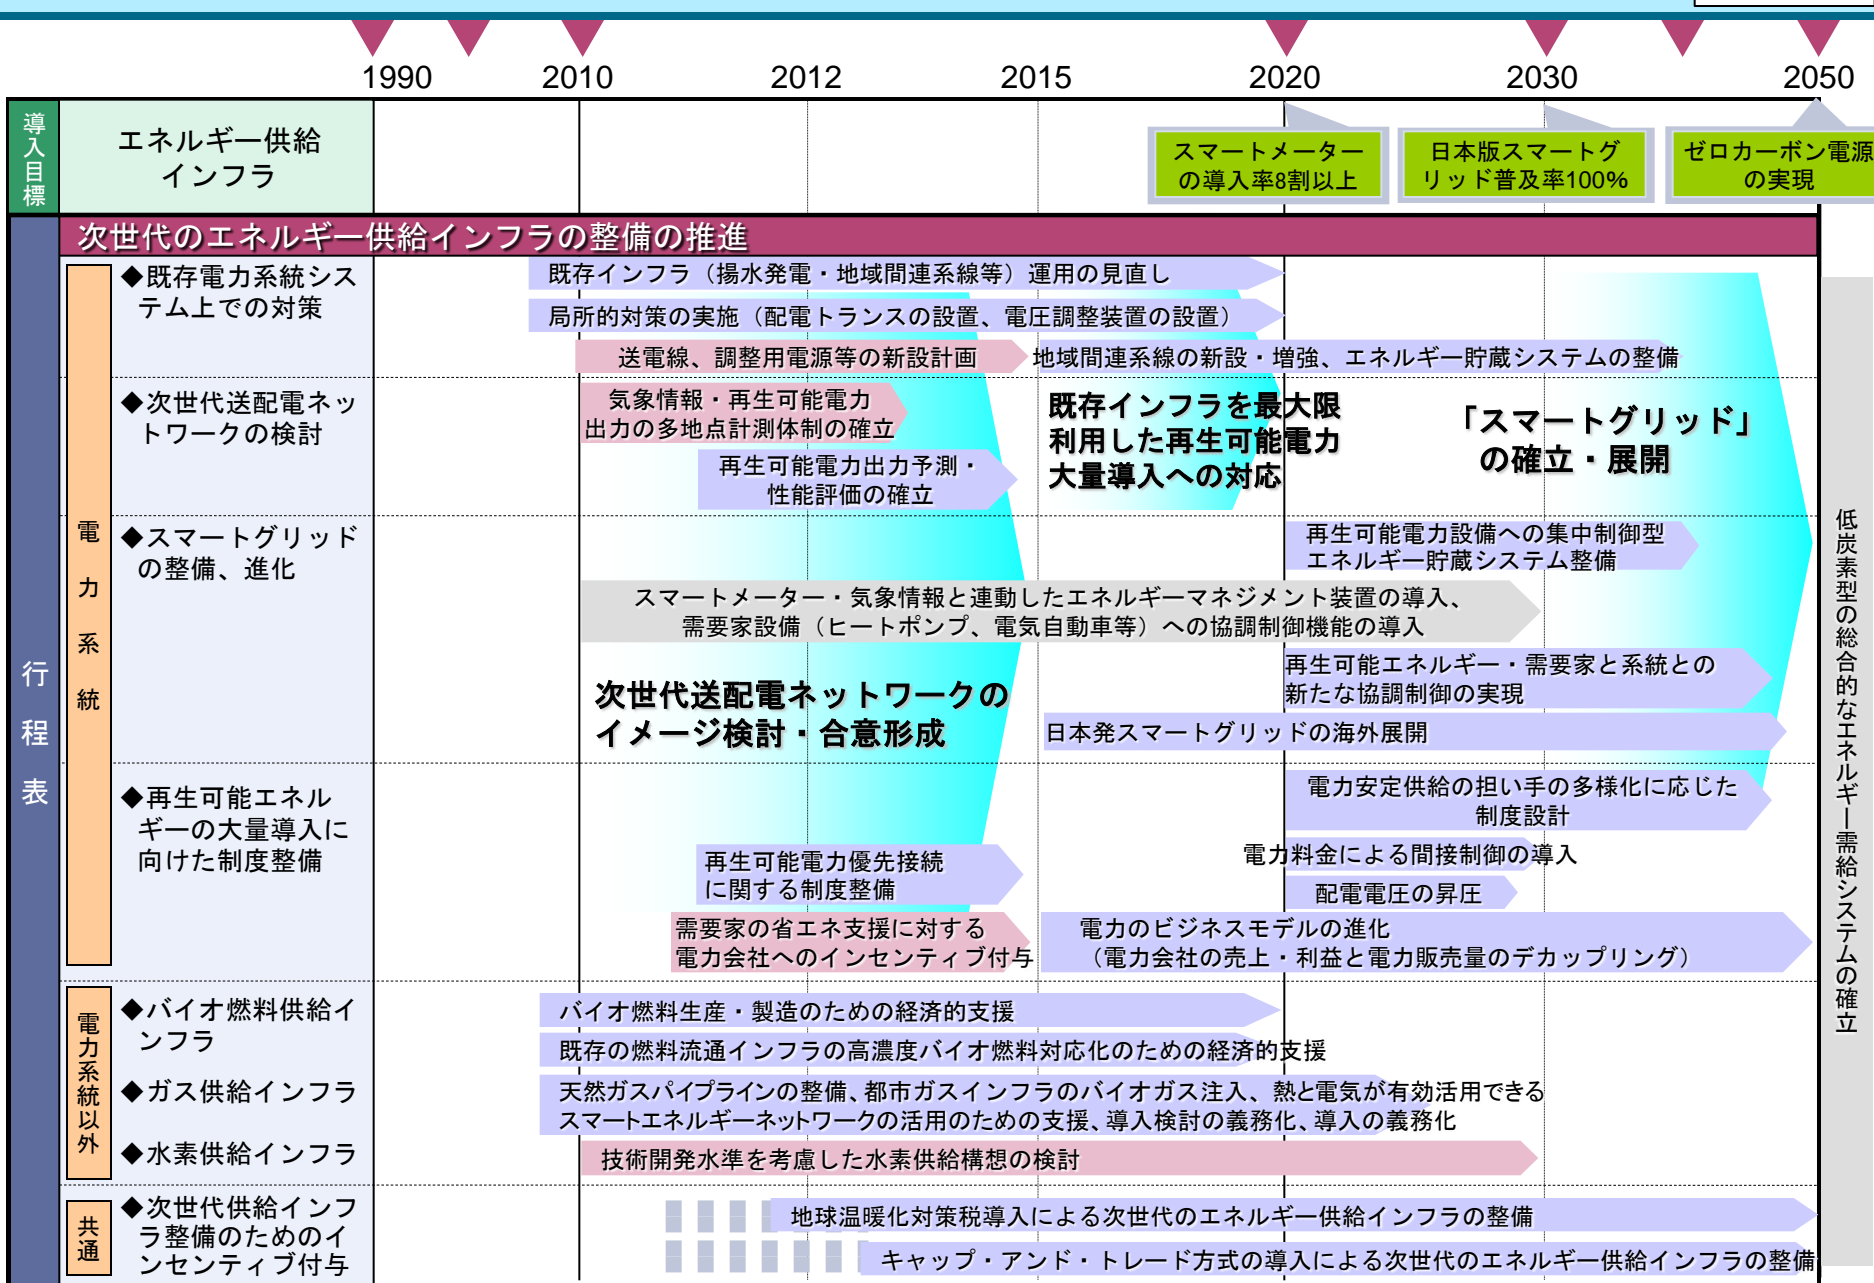 1990 2010 2012 2015 2020 2030 2050
導入目標
エネルギー供給
インフラ
スマートメーター
の導入率8割以上
日本版スマートグ
リッド普及率100%
ゼロカーボン電源
の実現
行程表
次世代のエネルギー供給インフラの整備の推進
電力系統
◆既存電力系統シス
テム上での対策
既存インフラ（揚水発電・地域間連系線等）運用の見直し
局所的対策の実施（配電トランスの設置、電圧調整装置の設置）
送電線、調整用電源等の新設計画
地域間連系線の新設・増強、エネルギー貯蔵システムの整備
◆次世代送配電ネッ
トワークの検討
気象情報・再生可能電力
出力の多地点計測体制の確立
再生可能電力出力予測・
性能評価の確立
既存インフラを最大限
利用した再生可能電力
大量導入への対応
「スマートグリッド」
の確立・展開
◆スマートグリッド
の整備、進化
再生可能電力設備への集中制御型
エネルギー貯蔵システム整備
スマートメーター・気象情報と連動したエネルギーマネジメント装置の導入、
需要家設備（ヒートポンプ、電気自動車等）への協調制御機能の導入
再生可能エネルギー・需要家と系統との
新たな協調制御の実現
次世代送配電ネットワークの
イメージ検討・合意形成
日本発スマートグリッドの海外展開
◆再生可能エネル
ギーの大量導入に
向けた制度整備
電力安定供給の担い手の多様化に応じた
制度設計
再生可能電力優先接続
に関する制度整備
電力料金による間接制御の導入
配電電圧の昇圧
需要家の省エネ支援に対する
電力会社へのインセンティブ付与
電力のビジネスモデルの進化
（電力会社の売上・利益と電力販売量のデカップリング）
電力系統以外
◆バイオ燃料供給イ
ンフラ
バイオ燃料生産・製造のための経済的支援
既存の燃料流通インフラの高濃度バイオ燃料対応化のための経済的支援
◆ガス供給インフラ
天然ガスパイプラインの整備、都市ガスインフラのバイオガス注入、熱と電気が有効活用できる
スマートエネルギーネットワークの活用のための支援、導入検討の義務化、導入の義務化
◆水素供給インフラ
技術開発水準を考慮した水素供給構想の検討
共通
◆次世代供給インフ
ラ整備のためのイ
ンセンティブ付与
地球温暖化対策税導入による次世代のエネルギー供給インフラの整備
キャップ・アンド・トレード方式の導入による次世代のエネルギー供給インフラの整備
低炭素型の総合的なエネルギー需給システムの確立